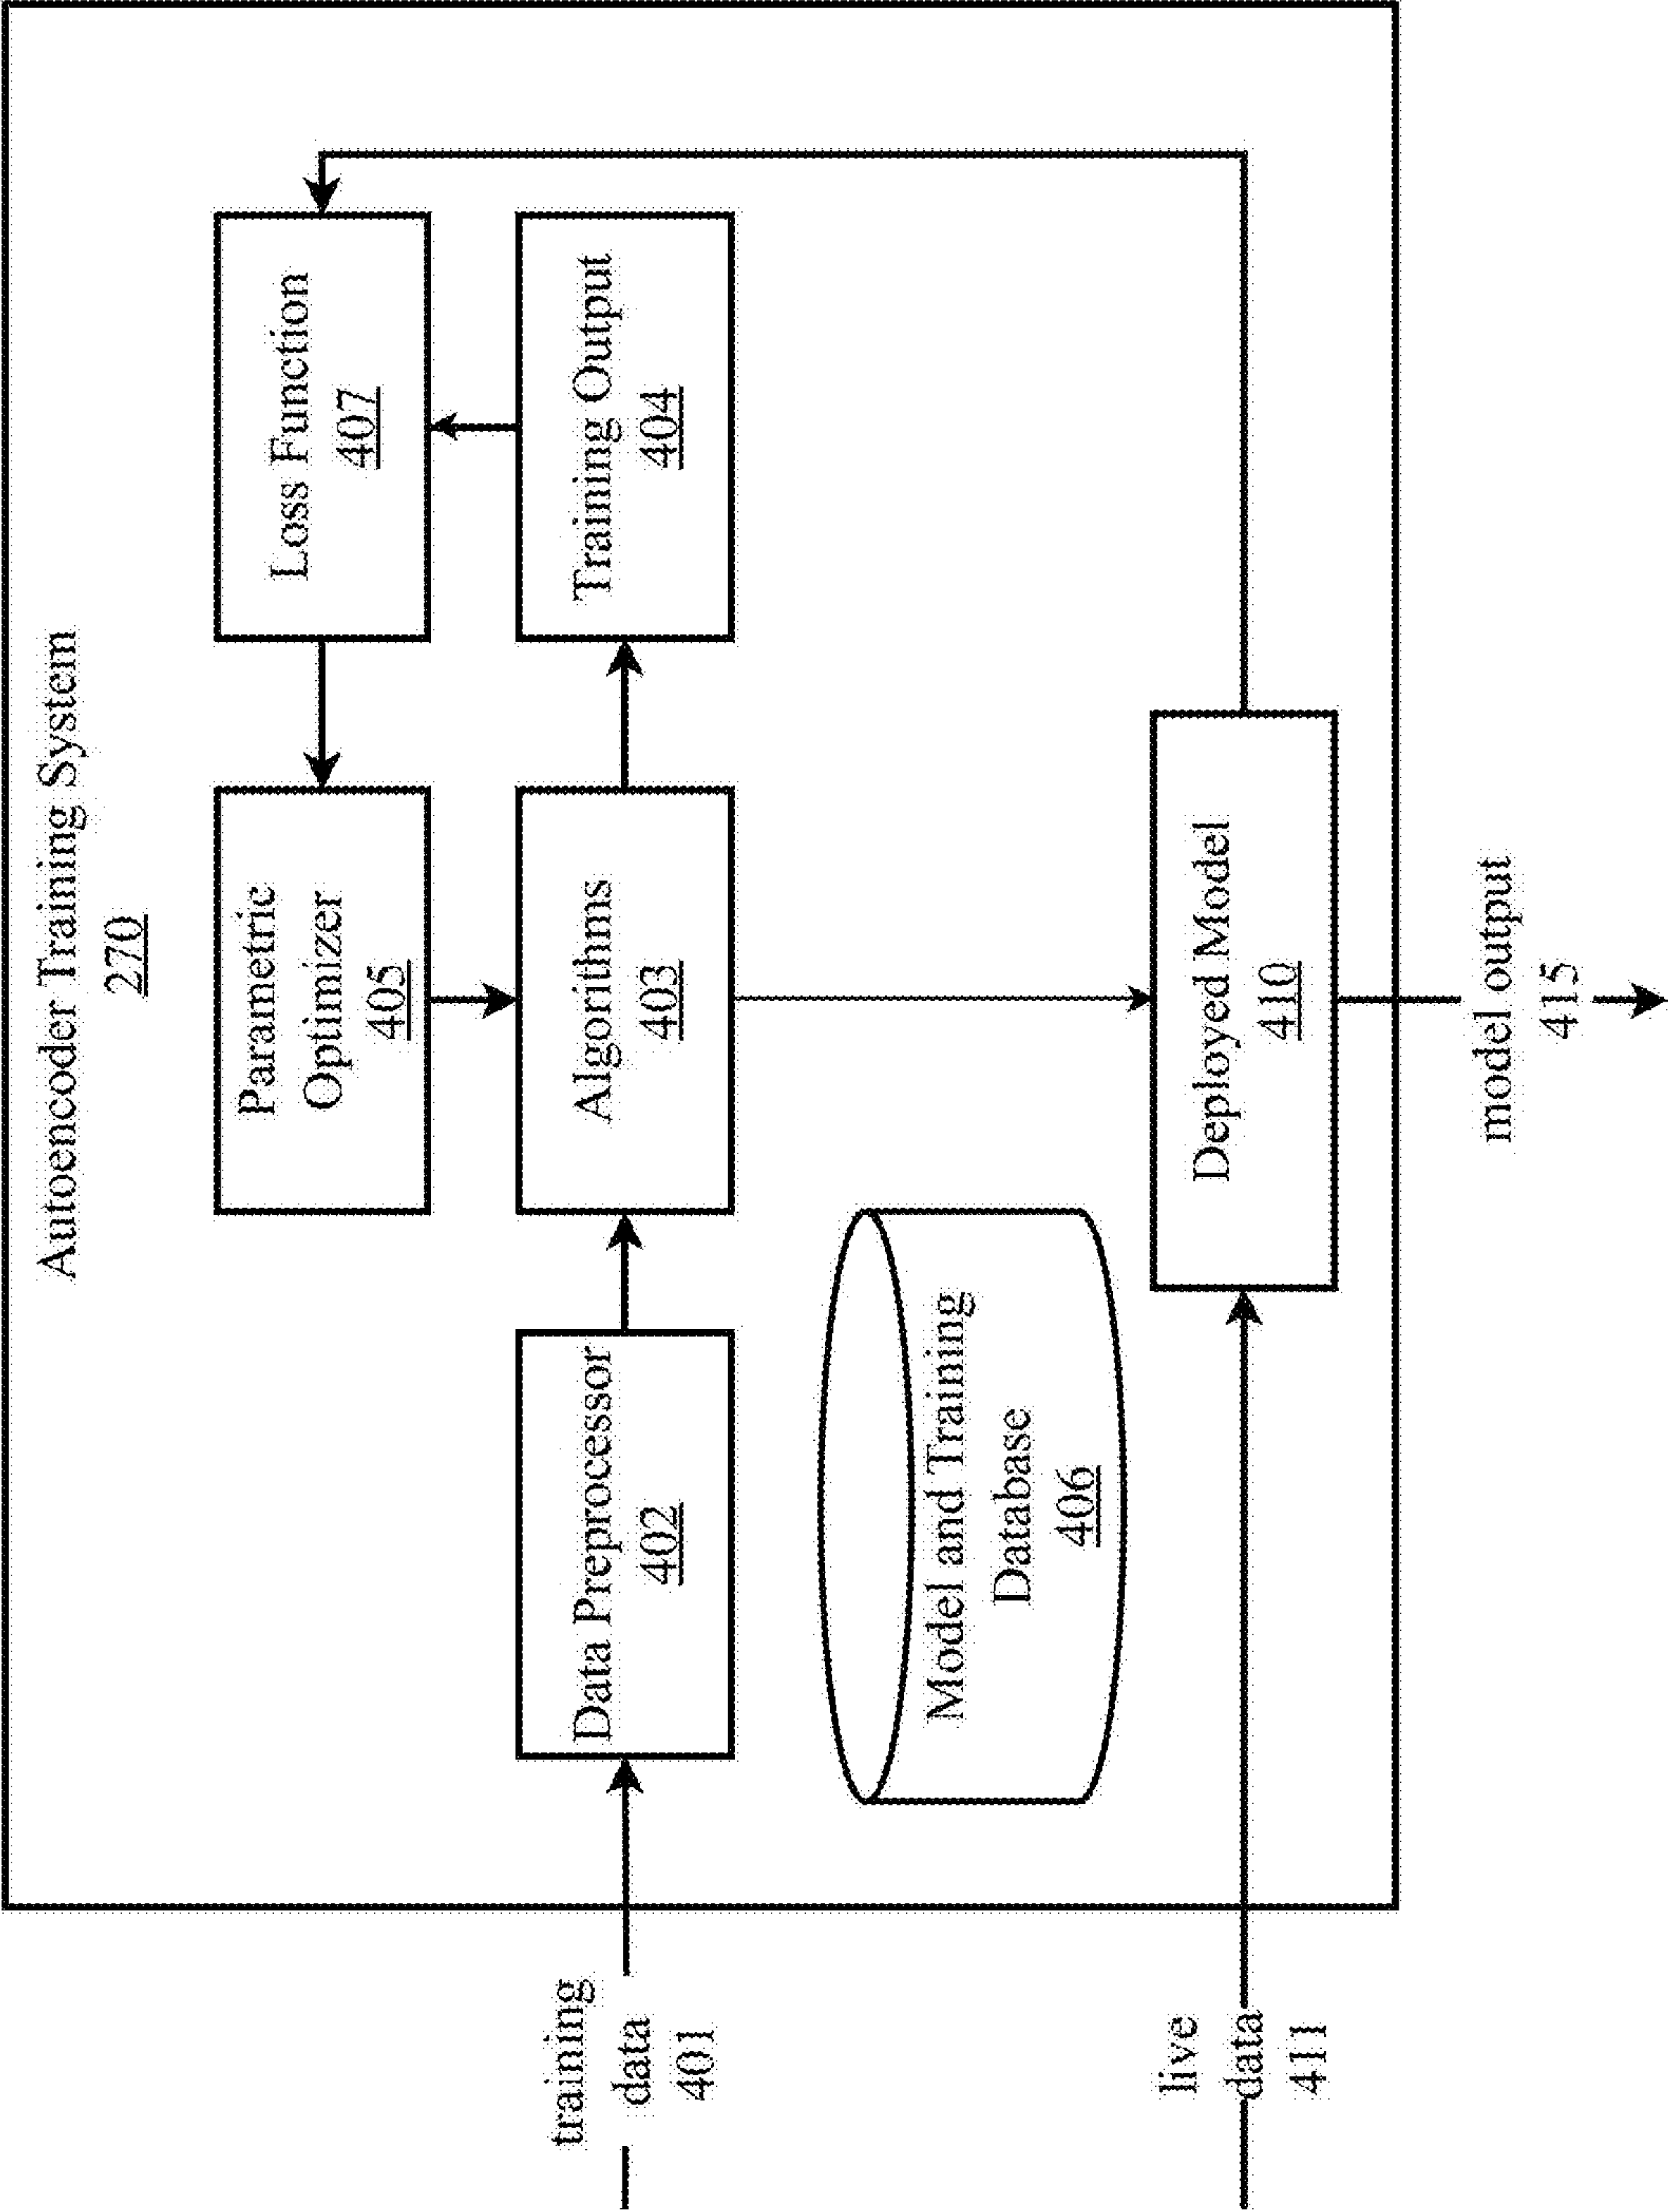 Autoencoder Training System
270
Parametric
Optimizer
405
Loss Function
407
training
data
401
Data Preprocessor
402
Algorithms
403
Training Output
404
Model and Training
Database
406
live
data
411
Deployed Model
410
model output
415